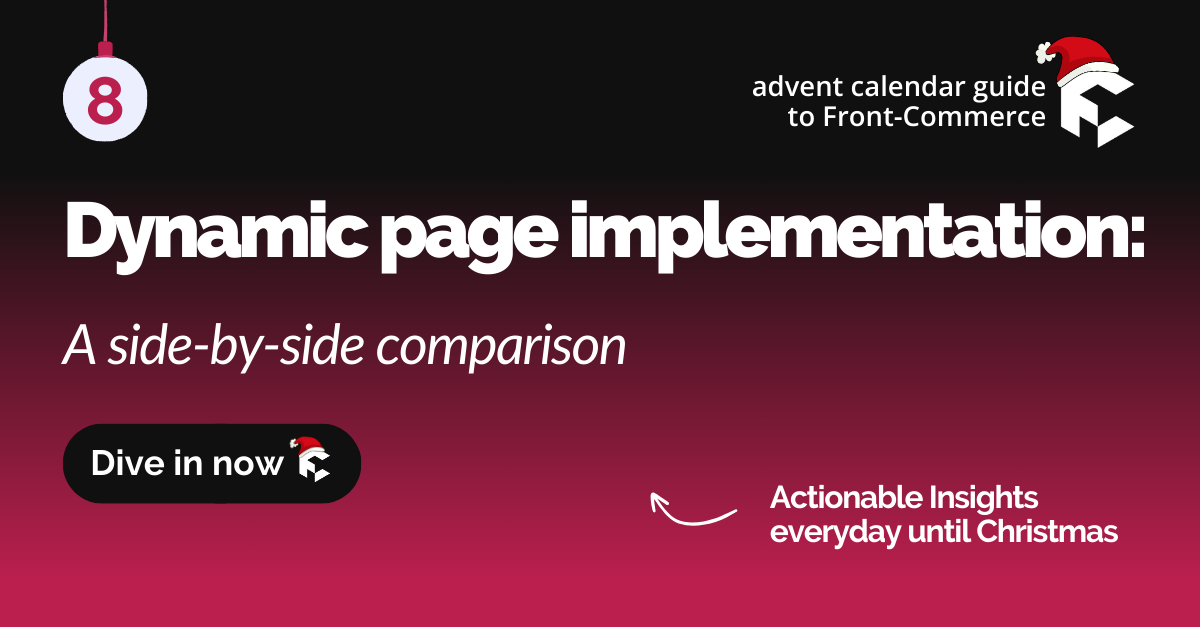 8
advent calendar guide
to Front-Commerce
Dynamic page implementation:
A side-by-side comparison
Dive in now
Actionable Insights
everyday until Christmas